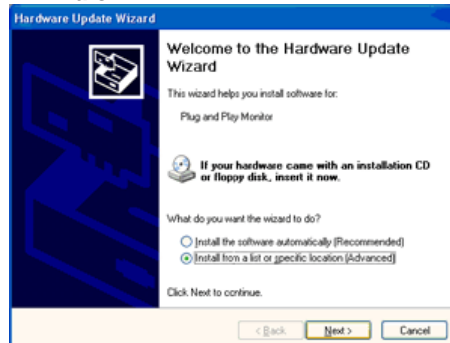 Hardware Update Wizard
Welcome to the Hardware Update
Wizard
This wizard helps you install software for:
Plug and Play Monitor
If your hardware came with an installation CD
or floppy disk, insert it now.
What do you want the wizard to do?
Install the software automatically (Recommended)
Install from a list or specific location (Advanced)
Click Next to continue.
< Back
Next >
Cancel